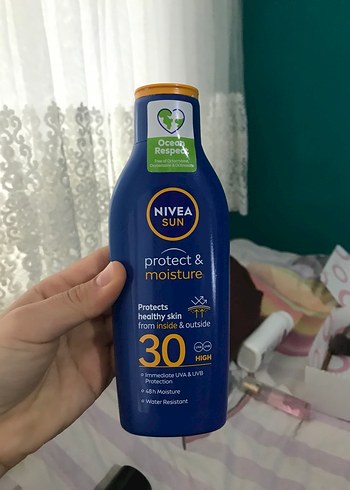 Ocean
Respect
NIVEA
SUN
protect &
moisture
Protects
healthy skin
from inside & outside
30
HIGH
Immediate UVA & UVB
Protection
48h Moisture
Water Resistant